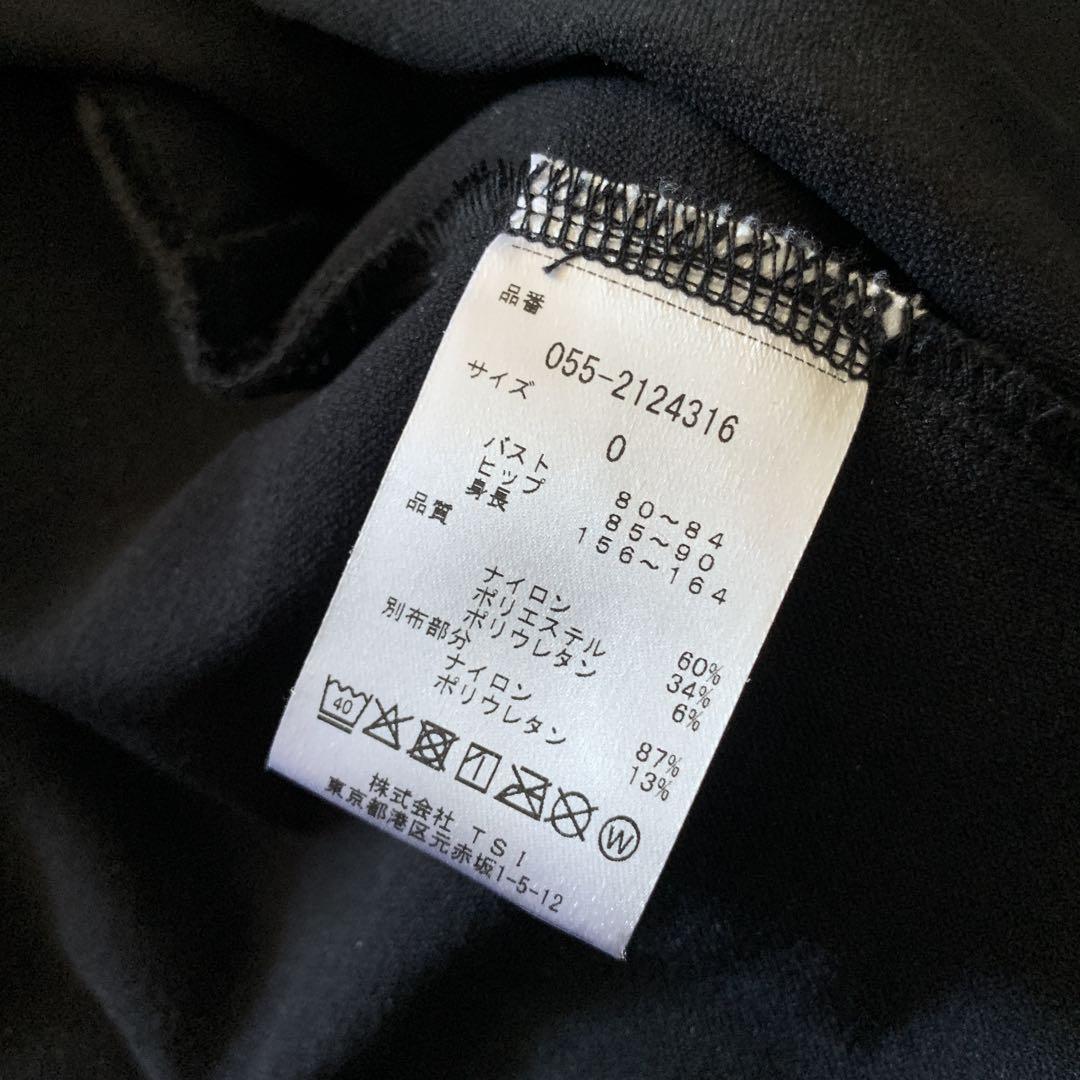 品番
055-2124316
サイズ
0
バスト 80~84
ヒップ 85~90
身長 156~164
品質
ナイロン 60%
ポリエステル 34%
ポリウレタン 6%
別布部分
ナイロン 87%
ポリウレタン 13%
40
W
株式会社 TSI
東京都港区元赤坂1-5-12